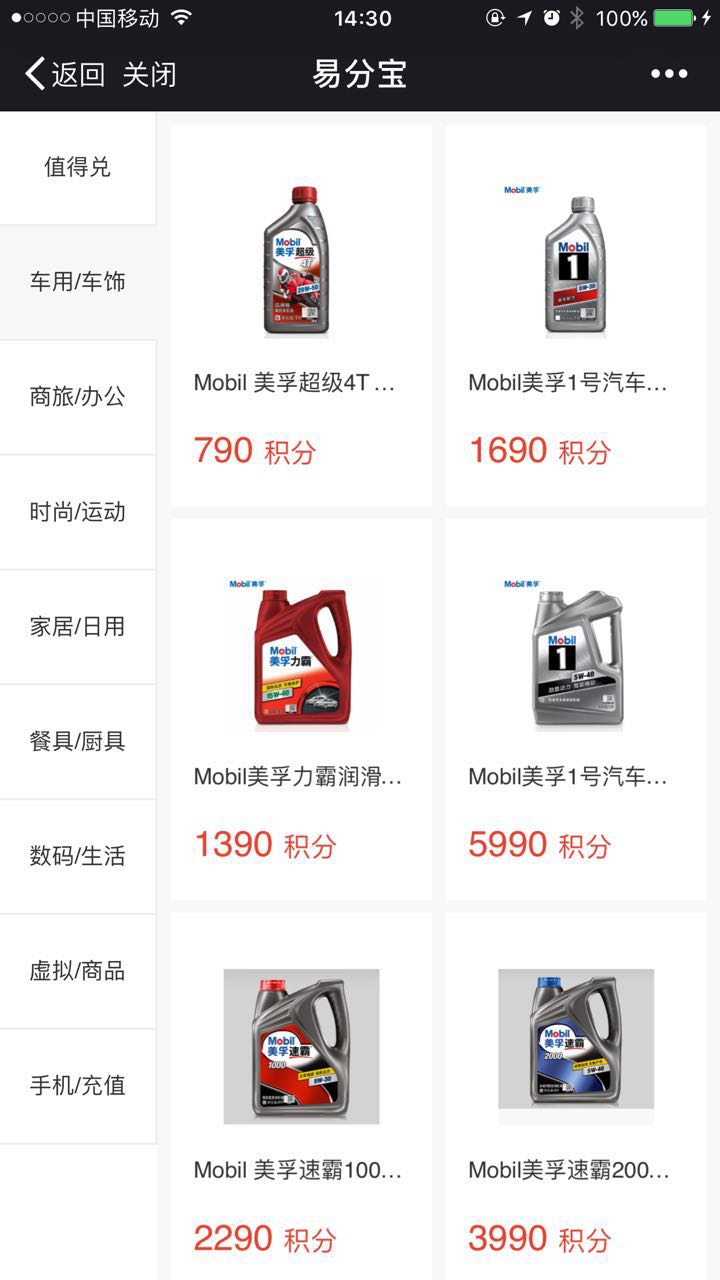 中国移动
14:30
100%
返回 关闭
易分宝
值得兑
车用/车饰
商旅/办公
时尚/运动
家居/日用
餐具/厨具
数码/生活
虚拟/商品
手机/充值
Mobil
美孚超级
4T
20W-50
Mobil 美孚超级4T…
790 积分
Mobil 美孚
Mobil
1
5W-30
Mobil美孚1号汽车…
1690 积分
Mobil 美孚
Mobil
美孚力霸
15W-40
Mobil美孚力霸润滑…
1390 积分
Mobil 美孚
Mobil
1
5W-40
Mobil美孚1号汽车…
5990 积分
Mobil
美孚速霸
1000
5W-30
Mobil 美孚速霸100…
2290 积分
Mobil
美孚速霸
2000
5W-40
Mobil美孚速霸200…
3990 积分